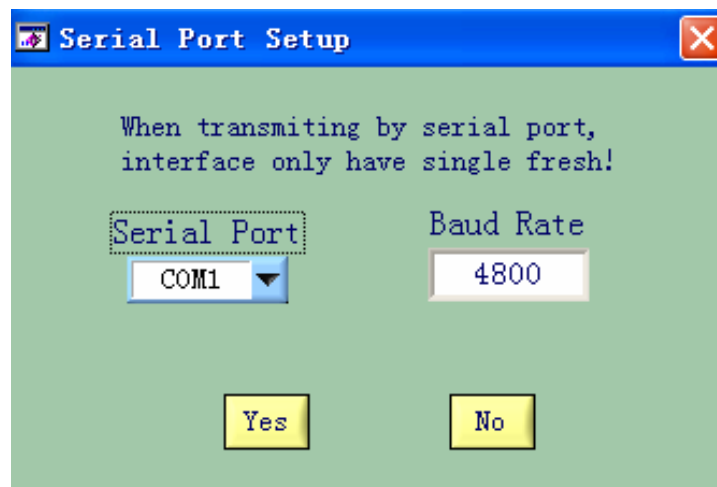 Serial Port Setup
When transmiting by serial port,
interface only have single fresh!
Serial Port
Baud Rate
COM1
4800
Yes
No